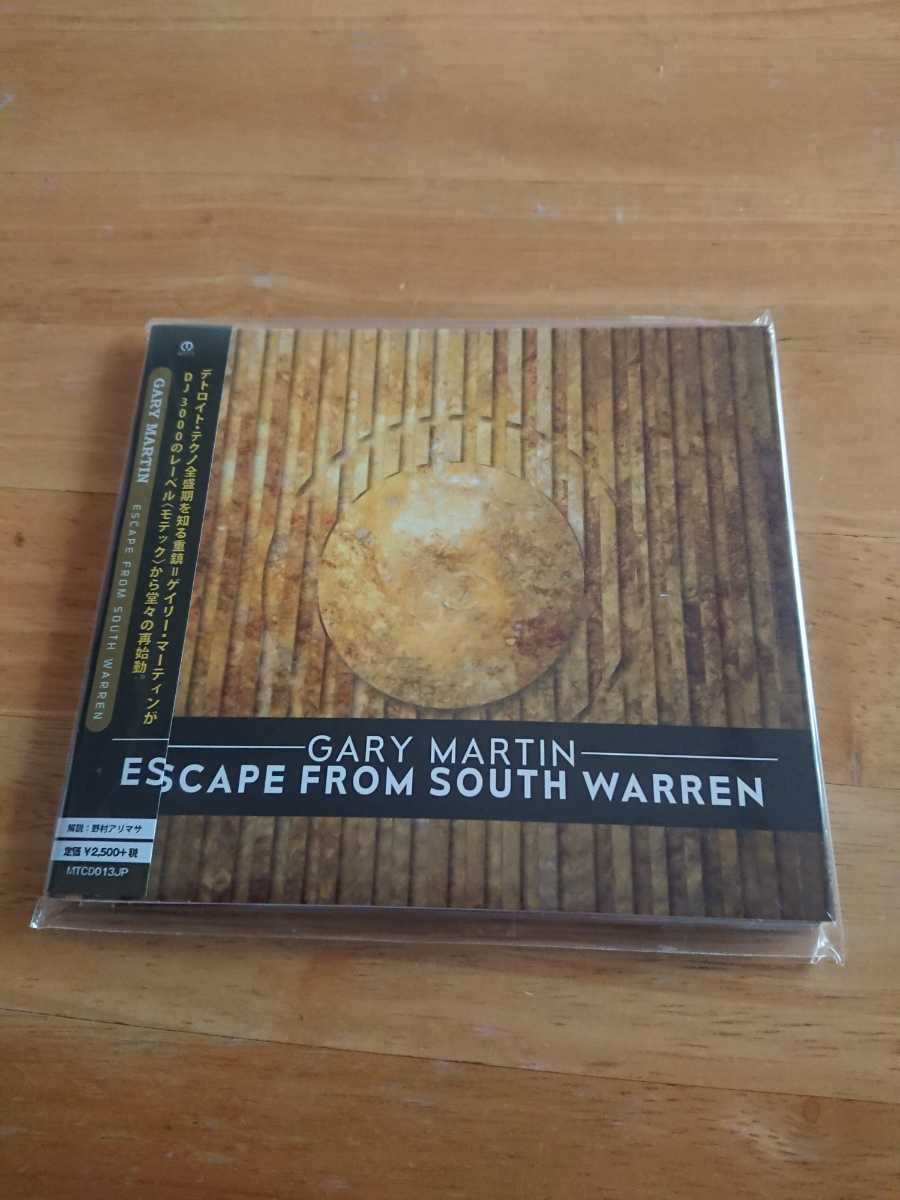 デトロイト・テクノ全盛期を知る重鎮=ゲイリー・マーティンが
DJ 3000のレーベル〈モテック〉から堂々の再始動。
GARY MARTIN ESCAPE FROM SOUTH WARREN
解説:野村アリマサ
定価 ¥2,500+税
MTCD013JP
GARY MARTIN
ESCAPE FROM SOUTH WARREN